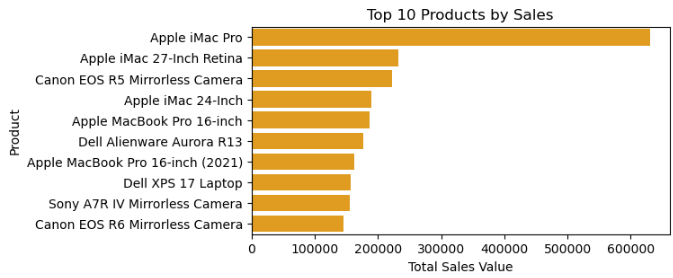 Top 10 Products by Sales
Product
Apple iMac Pro
Apple iMac 27-Inch Retina
Canon EOS R5 Mirrorless Camera
Apple iMac 24-Inch
Apple MacBook Pro 16-inch
Dell Alienware Aurora R13
Apple MacBook Pro 16-inch (2021)
Dell XPS 17 Laptop
Sony A7R IV Mirrorless Camera
Canon EOS R6 Mirrorless Camera
0 100000 200000 300000 400000 500000 600000
Total Sales Value